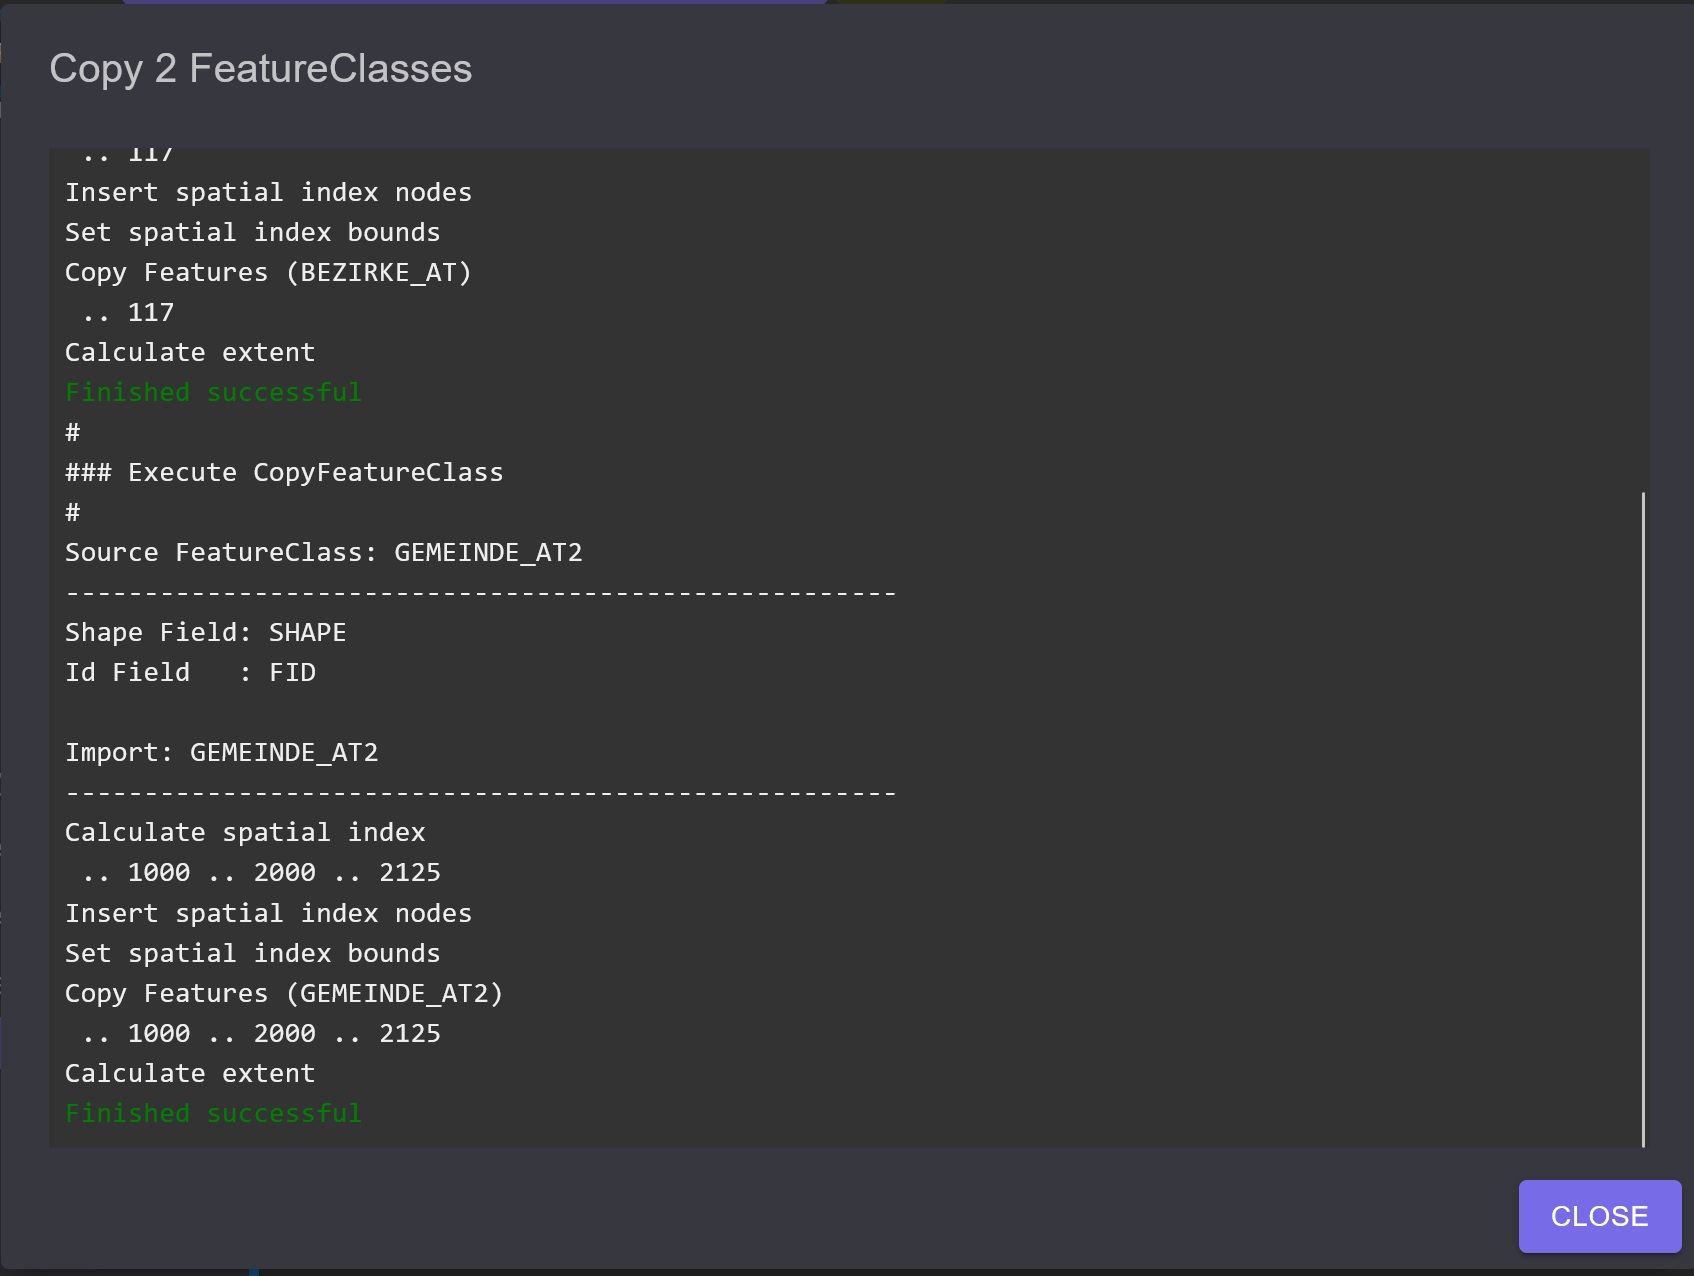 Copy 2 FeatureClasses
.. 117
Insert spatial index nodes
Set spatial index bounds
Copy Features (BEZIRKE_AT)
.. 117
Calculate extent
Finished successful
#
### Execute CopyFeatureClass
#
Source FeatureClass: GEMEINDE_AT2
-----------------------------------------------------
Shape Field: SHAPE
Id Field   : FID
Import: GEMEINDE_AT2
-----------------------------------------------------
Calculate spatial index
.. 1000 .. 2000 .. 2125
Insert spatial index nodes
Set spatial index bounds
Copy Features (GEMEINDE_AT2)
.. 1000 .. 2000 .. 2125
Calculate extent
Finished successful
CLOSE